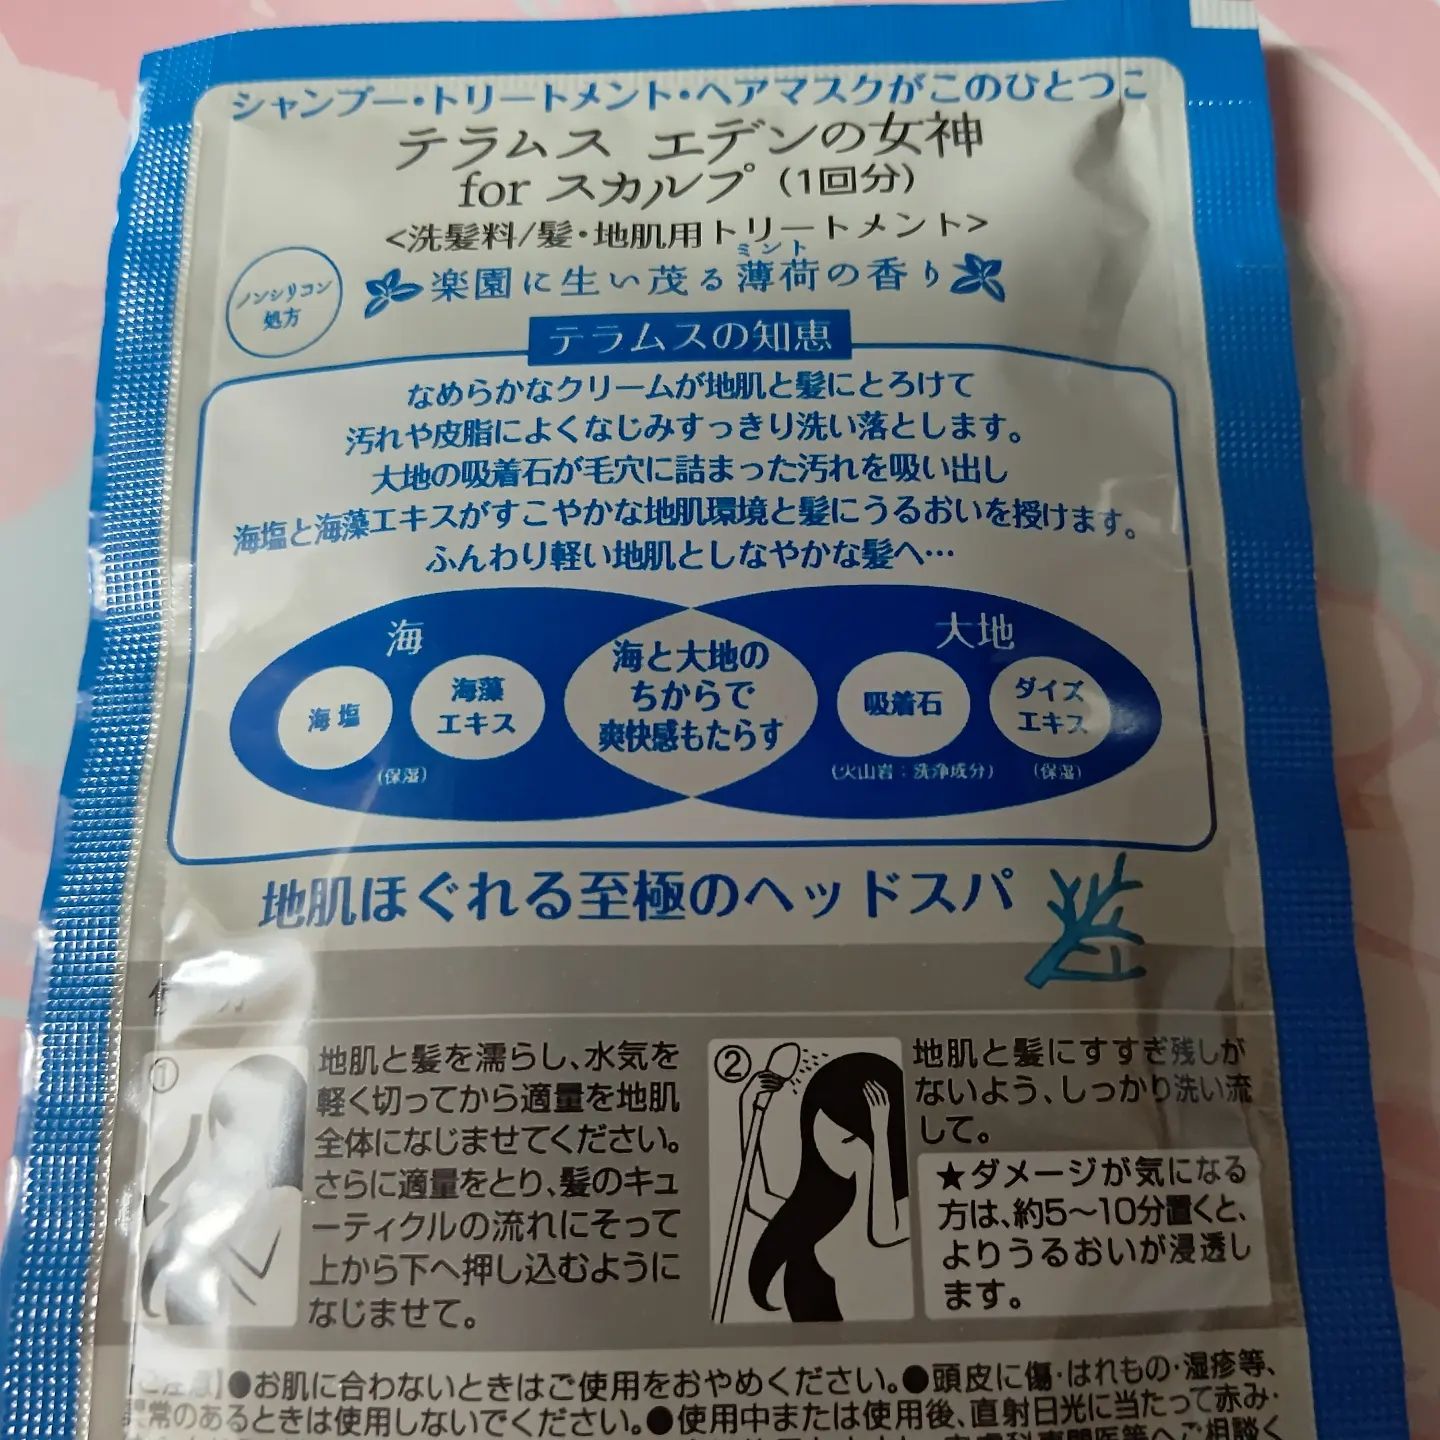 シャンプー・トリートメント・ヘアマスクがこのひとつに
テラムス エデンの女神
for スカルプ（1回分）
<洗髪料/髪・地肌用トリートメント>
ミント
楽園に生い茂る薄荷の香り
ノンシリコン
処方
テラムスの知恵
なめらかなクリームが地肌と髪にとろけて
汚れや皮脂によくなじみすっきり洗い落とします。
大地の吸着石が毛穴に詰まった汚れを吸い出し
海塩と海藻エキスがすこやかな地肌環境と髪にうるおいを授けます。
ふんわり軽い地肌としなやかな髪へ…
海
海塩
海藻
エキス
(保湿)
海と大地の
ちからで
爽快感もたらす
大地
吸着石
(火山岩：洗浄成分)
ダイズ
エキス
(保湿)
地肌ほぐれる至極のヘッドスパ
①
地肌と髪を濡らし、水気を
軽く切ってから適量を地肌
全体になじませてください。
さらに適量をとり、髪のキュ
ーティクルの流れにそって
上から下へ押し込むように
なじませて。
②
地肌と髪にすすぎ残しが
ないよう、しっかり洗い流
して。
★ダメージが気になる
方は、約5〜10分置くと、
よりうるおいが浸透し
ます。
●お肌に合わないときはご使用をおやめください。●頭皮に傷・はれもの・湿疹等、
常のあるときは使用しないでください。●使用中または使用後、直射日光に当たって赤み・